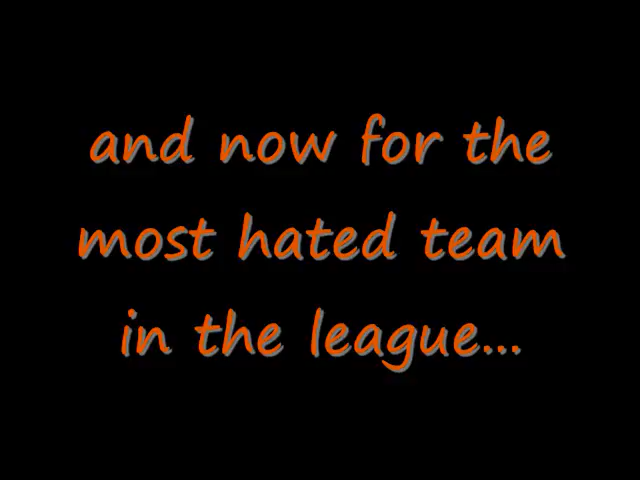 and now for the
most hated team
in the league...